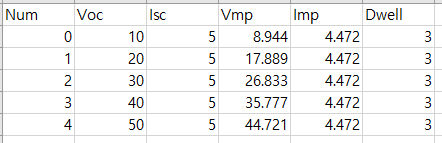 Num Voc Isc Vmp Imp Dwell
0 10 5 8.944 4.472 3
1 20 5 17.889 4.472 3
2 30 5 26.833 4.472 3
3 40 5 35.777 4.472 3
4 50 5 44.721 4.472 3